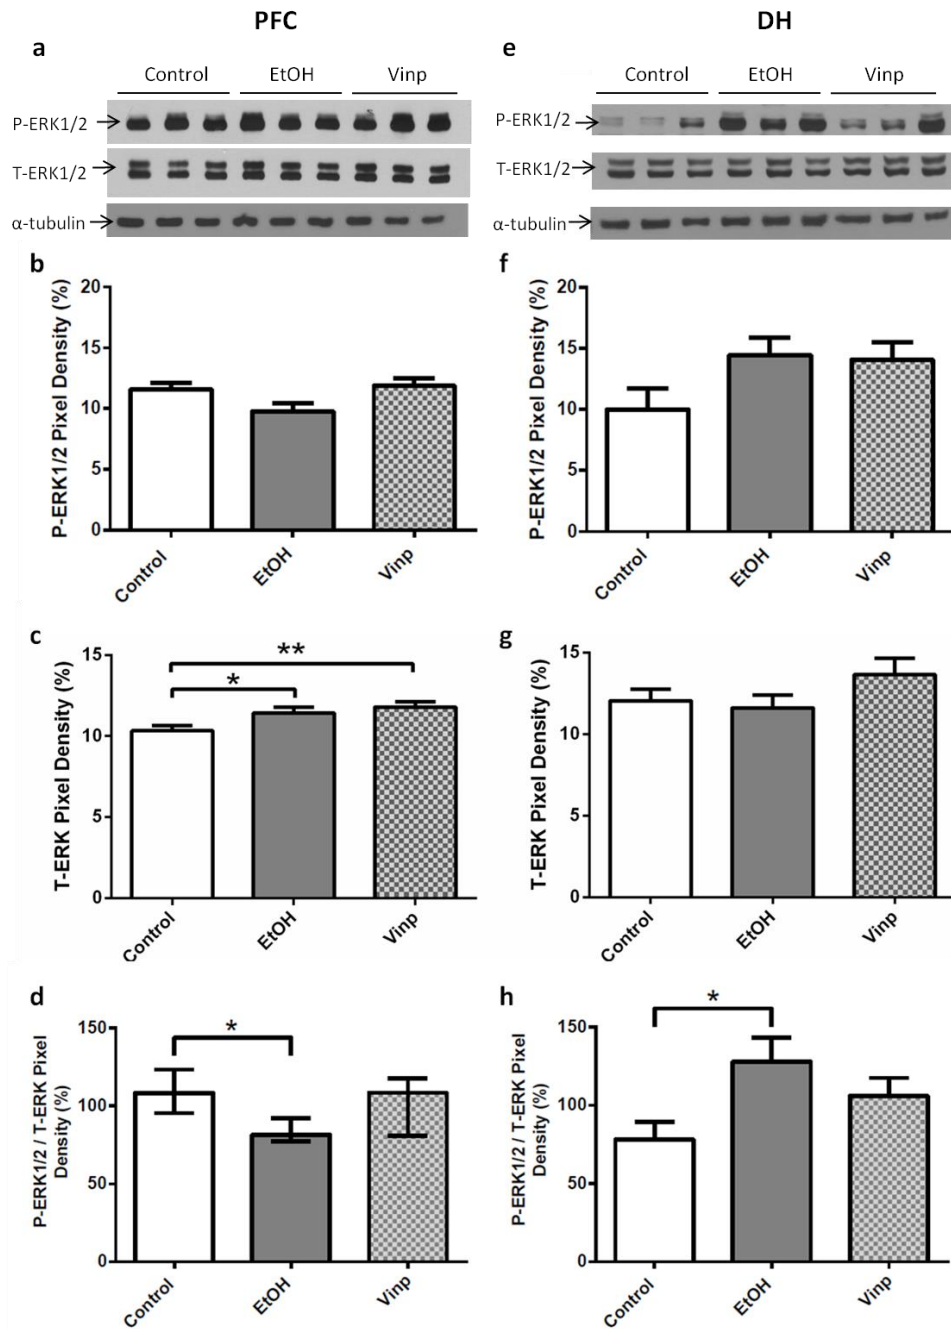 PFC
DH
a
Control EtOH Vinp
P-ERK1/2
T-ERK1/2
α-tubulin
e
Control EtOH Vinp
P-ERK1/2
T-ERK1/2
α-tubulin
b
P-ERK1/2 Pixel Density (%)
20
15
10
5
0
Control
EtOH
Vinp
f
P-ERK1/2 Pixel Density (%)
20
15
10
5
0
Control
EtOH
Vinp
c
T-ERK Pixel Density (%)
15
10
5
0
**
*
Control
EtOH
Vinp
g
T-ERK Pixel Density (%)
15
10
5
0
Control
EtOH
Vinp
d
P-ERK1/2 / T-ERK Pixel
Density (%)
150
100
50
0
*
Control
EtOH
Vinp
h
P-ERK1/2 / T-ERK Pixel
Density (%)
150
100
50
0
*
Control
EtOH
Vinp